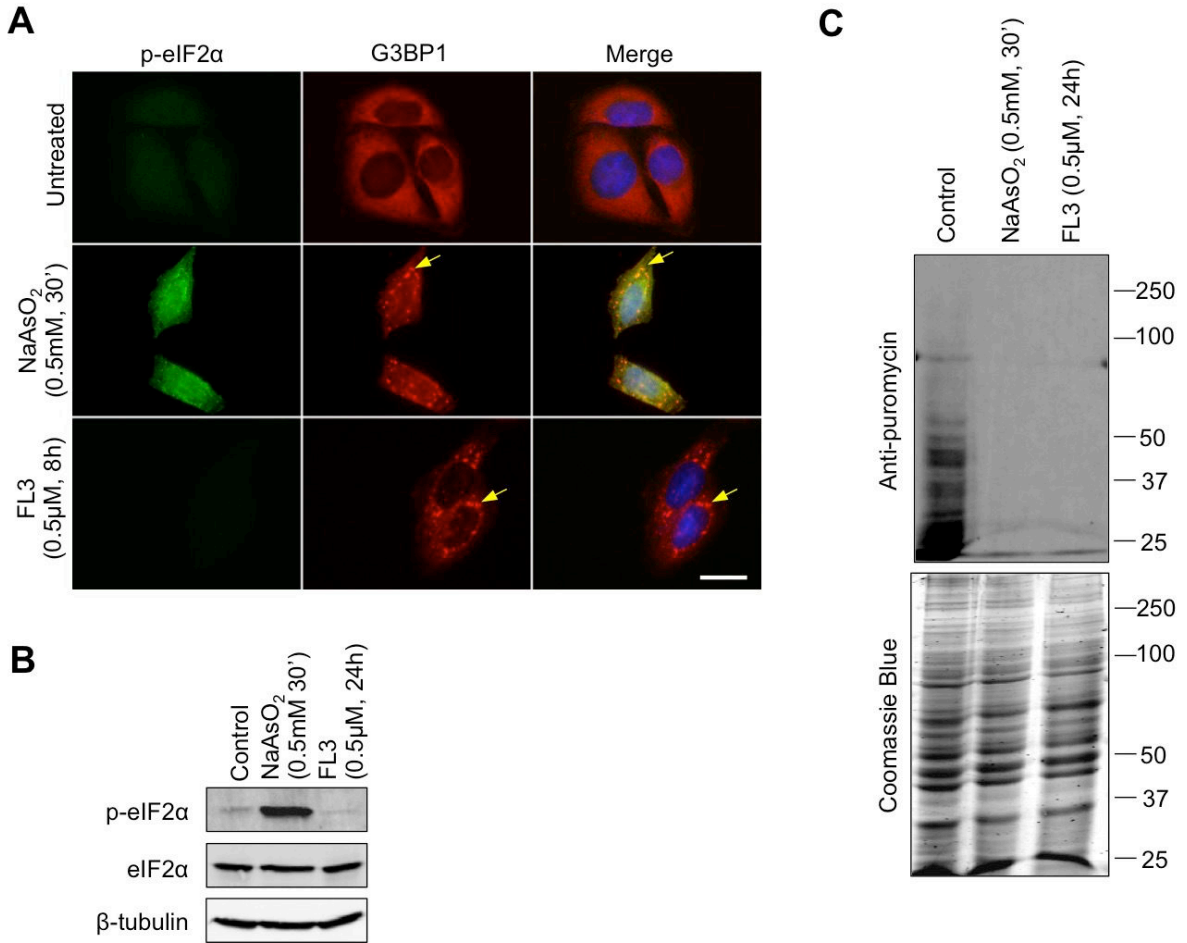 A
p-eIF2α
G3BP1
Merge
Untreated
NaAsO₂
(0.5mM, 30’)
FL3
(0.5µM, 8h)
B
Control
NaAsO₂
(0.5mM 30’)
FL3
(0.5µM, 24h)
p-eIF2α
eIF2α
β-tubulin
C
Control
NaAsO₂ (0.5mM, 30’)
FL3 (0.5µM, 24h)
Anti-puromycin
250
100
50
37
25
Coomassie Blue
250
100
50
37
25